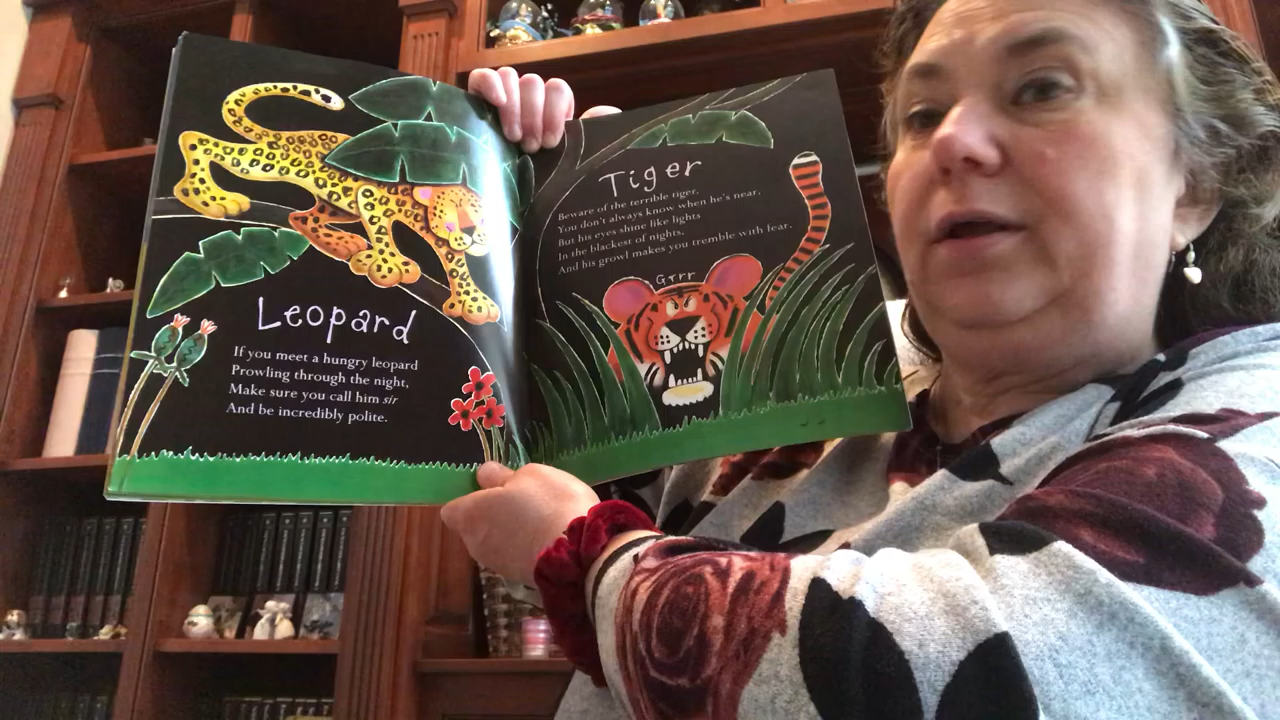 Leopard
If you meet a hungry leopard
Prowling through the night,
Make sure you call him sir
And be incredibly polite.
Tiger
Beware of the terrible tiger,
You don't always know when he's near.
But his eyes shine like lights
In the blackest of nights,
And his growl makes you tremble with fear.
Grrr